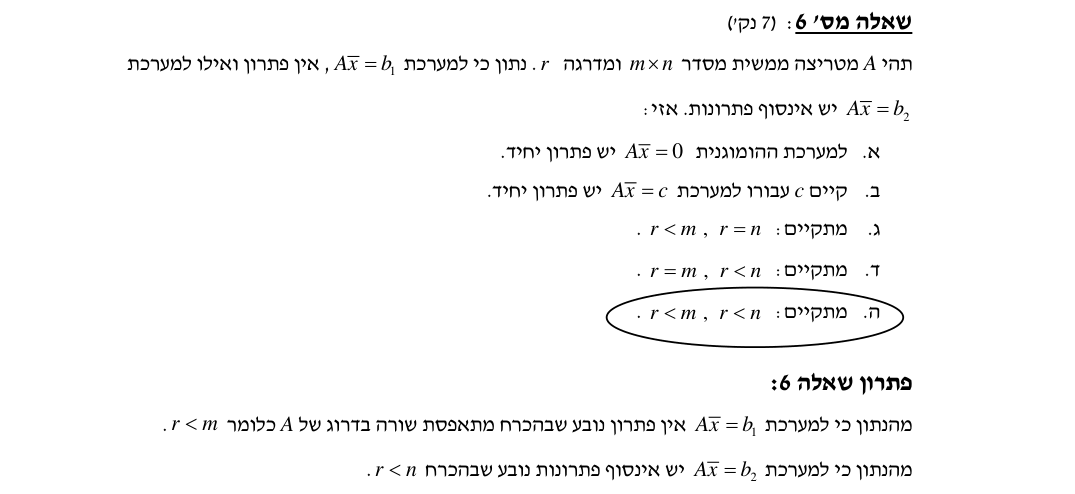 שאלה מס' 6: (7 נק')
תהי A מטריצה ממשית מסדר m×n ומדרגה r. נתון כי למערכת Ax̅ = b₁, אין פתרון ואילו למערכת
Ax̅ = b₂ יש אינסוף פתרונות. אזי:
א. למערכת ההומוגנית Ax̅ = 0 יש פתרון יחיד.
ב. קיים c עבורו למערכת Ax̅ = c יש פתרון יחיד.
ג. מתקיים: r < m , r = n .
ד. מתקיים: r = m , r < n .
ה. מתקיים: r < m , r < n .
פתרון שאלה 6:
מהנתון כי למערכת Ax̅ = b₁ אין פתרון נובע שבהכרח מתאפסת שורה בדרוג של A כלומר r < m.
מהנתון כי למערכת Ax̅ = b₂ יש אינסוף פתרונות נובע שבהכרח r < n.